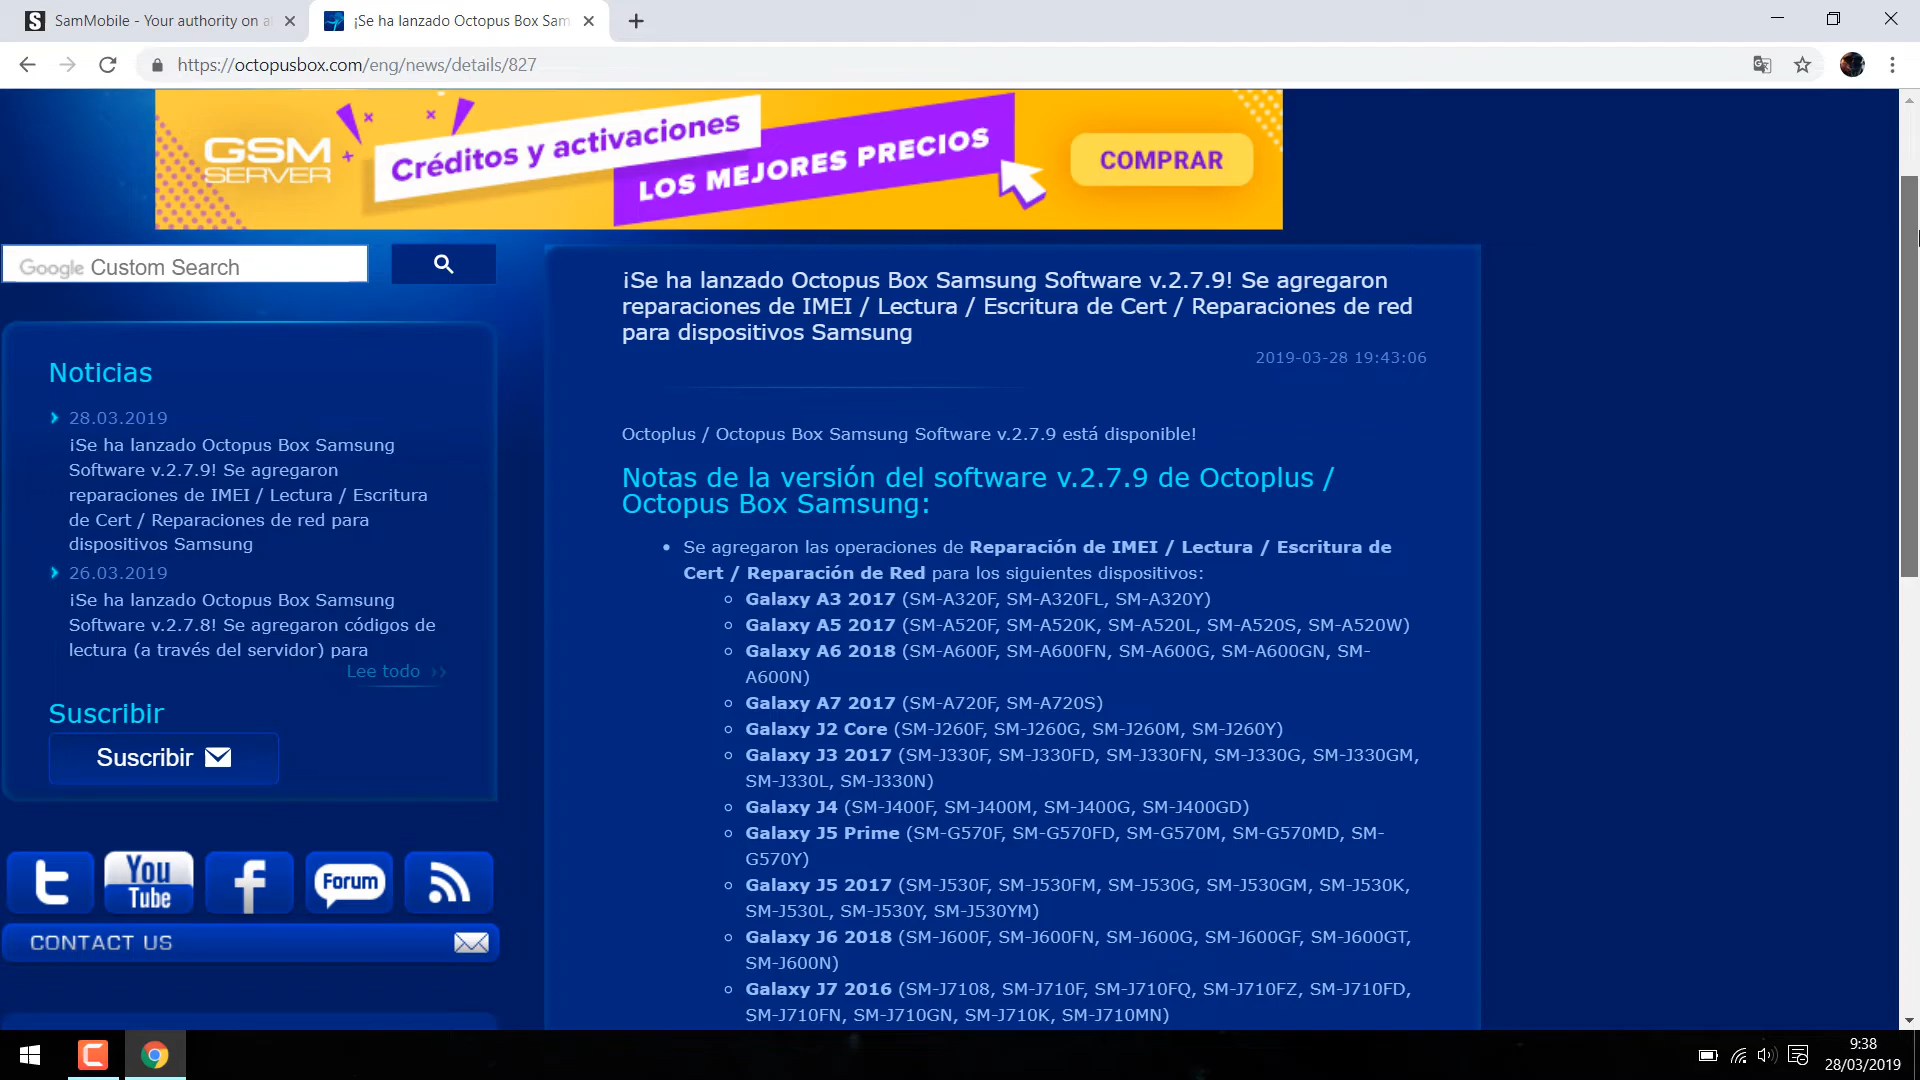 SamMobile - Your authority on a
¡Se ha lanzado Octopus Box Sam
https://octopusbox.com/eng/news/details/827
GSM
SERVER
Créditos y activaciones
LOS MEJORES PRECIOS
COMPRAR
Google Custom Search
Noticias
28.03.2019
¡Se ha lanzado Octopus Box Samsung
Software v.2.7.9! Se agregaron
reparaciones de IMEI / Lectura / Escritura
de Cert / Reparaciones de red para
dispositivos Samsung
26.03.2019
¡Se ha lanzado Octopus Box Samsung
Software v.2.7.8! Se agregaron códigos de
lectura (a través del servidor) para
Lee todo
Suscribir
Suscribir
You
Tube
Forum
CONTACT US
¡Se ha lanzado Octopus Box Samsung Software v.2.7.9! Se agregaron
reparaciones de IMEI / Lectura / Escritura de Cert / Reparaciones de red
para dispositivos Samsung
2019-03-28 19:43:06
Octoplus / Octopus Box Samsung Software v.2.7.9 está disponible!
Notas de la versión del software v.2.7.9 de Octoplus /
Octopus Box Samsung:
Se agregaron las operaciones de Reparación de IMEI / Lectura / Escritura de
Cert / Reparación de Red para los siguientes dispositivos:
Galaxy A3 2017 (SM-A320F, SM-A320FL, SM-A320Y)
Galaxy A5 2017 (SM-A520F, SM-A520K, SM-A520L, SM-A520S, SM-A520W)
Galaxy A6 2018 (SM-A600F, SM-A600FN, SM-A600G, SM-A600GN, SM-
A600N)
Galaxy A7 2017 (SM-A720F, SM-A720S)
Galaxy J2 Core (SM-J260F, SM-J260G, SM-J260M, SM-J260Y)
Galaxy J3 2017 (SM-J330F, SM-J330FD, SM-J330FN, SM-J330G, SM-J330GM,
SM-J330L, SM-J330N)
Galaxy J4 (SM-J400F, SM-J400M, SM-J400G, SM-J400GD)
Galaxy J5 Prime (SM-G570F, SM-G570FD, SM-G570M, SM-G570MD, SM-
G570Y)
Galaxy J5 2017 (SM-J530F, SM-J530FM, SM-J530G, SM-J530GM, SM-J530K,
SM-J530L, SM-J530Y, SM-J530YM)
Galaxy J6 2018 (SM-J600F, SM-J600FN, SM-J600G, SM-J600GF, SM-J600GT,
SM-J600N)
Galaxy J7 2016 (SM-J7108, SM-J710F, SM-J710FQ, SM-J710FZ, SM-J710FD,
SM-J710FN, SM-J710GN, SM-J710K, SM-J710MN)
9:38
28/03/2019